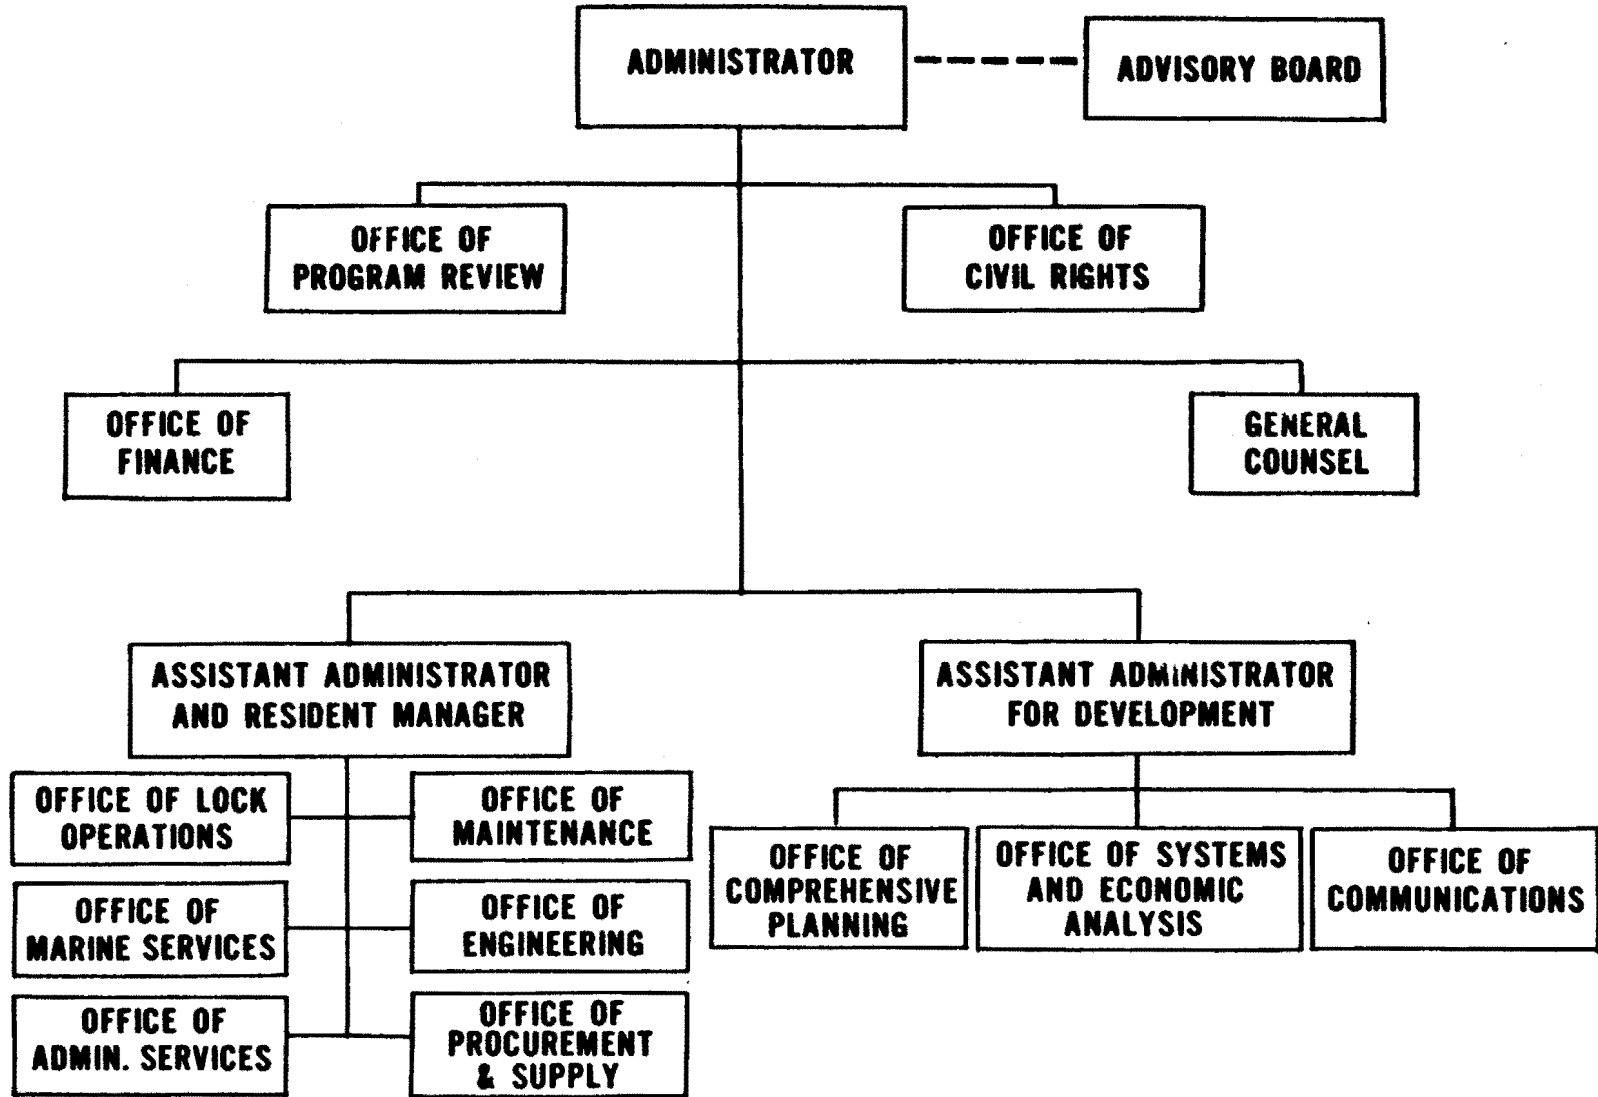 ADMINISTRATOR
ADVISORY BOARD
OFFICE OF
PROGRAM REVIEW
OFFICE OF
CIVIL RIGHTS
OFFICE OF
FINANCE
GENERAL
COUNSEL
ASSISTANT ADMINISTRATOR
AND RESIDENT MANAGER
ASSISTANT ADMINISTRATOR
FOR DEVELOPMENT
OFFICE OF LOCK
OPERATIONS
OFFICE OF
MAINTENANCE
OFFICE OF
MARINE SERVICES
OFFICE OF
ENGINEERING
OFFICE OF
ADMIN. SERVICES
OFFICE OF
PROCUREMENT
& SUPPLY
OFFICE OF
COMPREHENSIVE
PLANNING
OFFICE OF SYSTEMS
AND ECONOMIC
ANALYSIS
OFFICE OF
COMMUNICATIONS